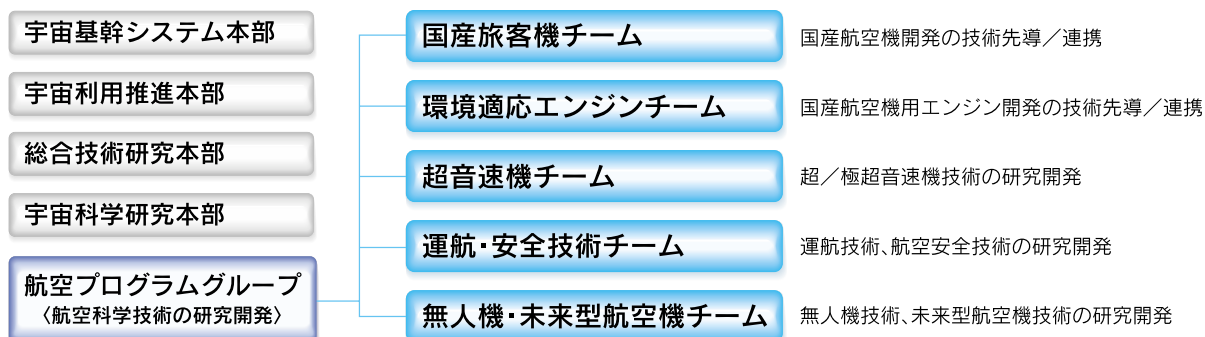 宇宙基幹システム本部
宇宙利用推進本部
総合技術研究本部
宇宙科学研究本部
航空プログラムグループ
〈航空科学技術の研究開発〉
国産旅客機チーム
国産航空機開発の技術先導／連携
環境適応エンジンチーム
国産航空機用エンジン開発の技術先導／連携
超音速機チーム
超／極超音速機技術の研究開発
運航・安全技術チーム
運航技術、航空安全技術の研究開発
無人機・未来型航空機チーム
無人機技術、未来型航空機技術の研究開発